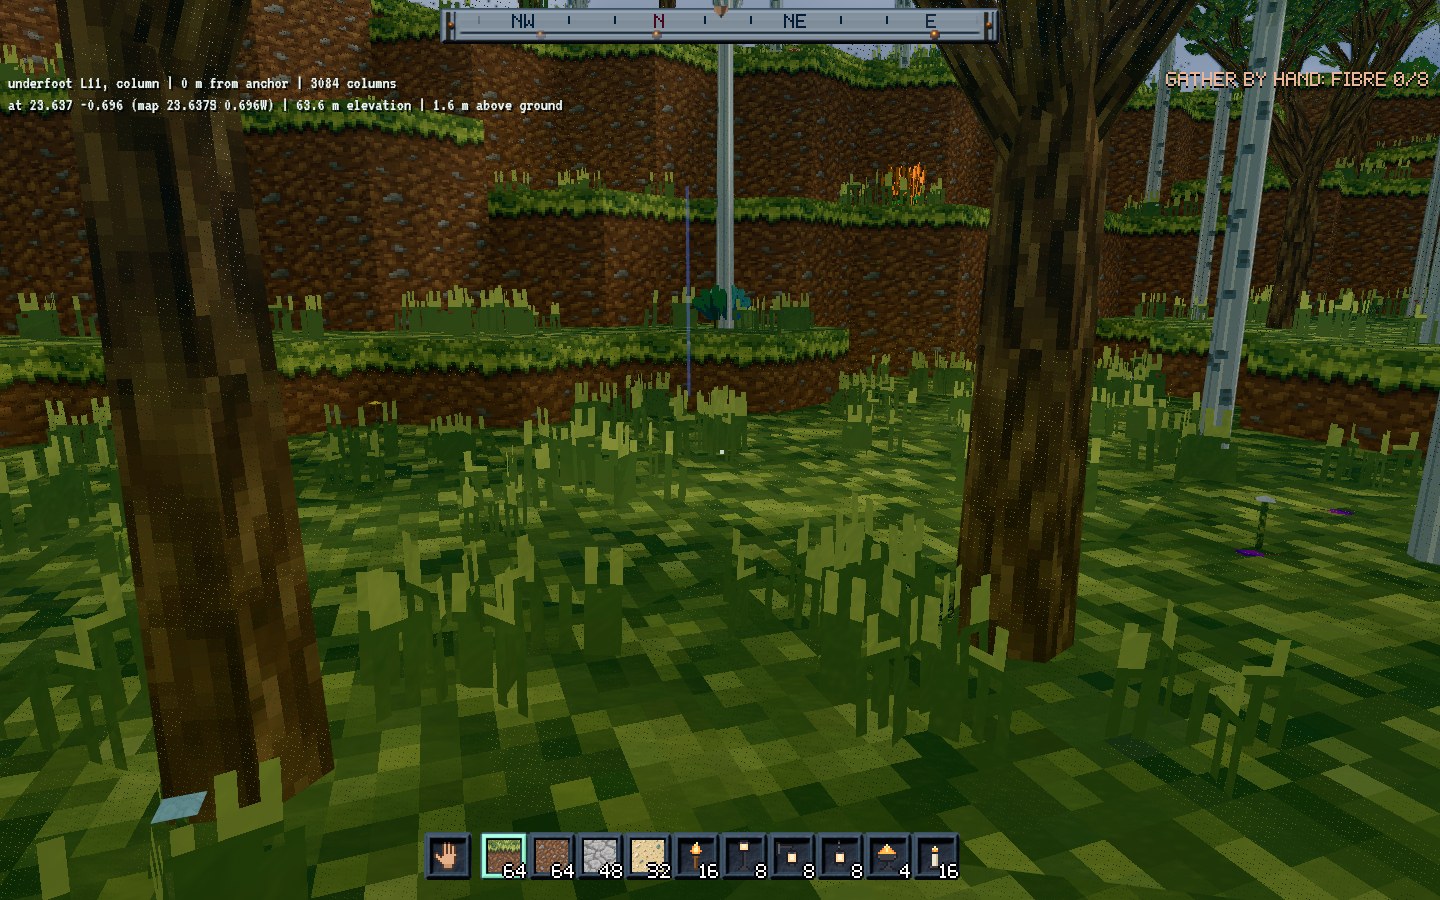 NW N NE E
underfoot L11, column | 0 m from anchor | 3084 columns
GATHER BY HAND: FIBRE 0/8
at 23.637 -0.696 (map 23.637S 0.696W) | 63.6 m elevation | 1.6 m above ground
64 64 48 32 16 8 8 8 4 16